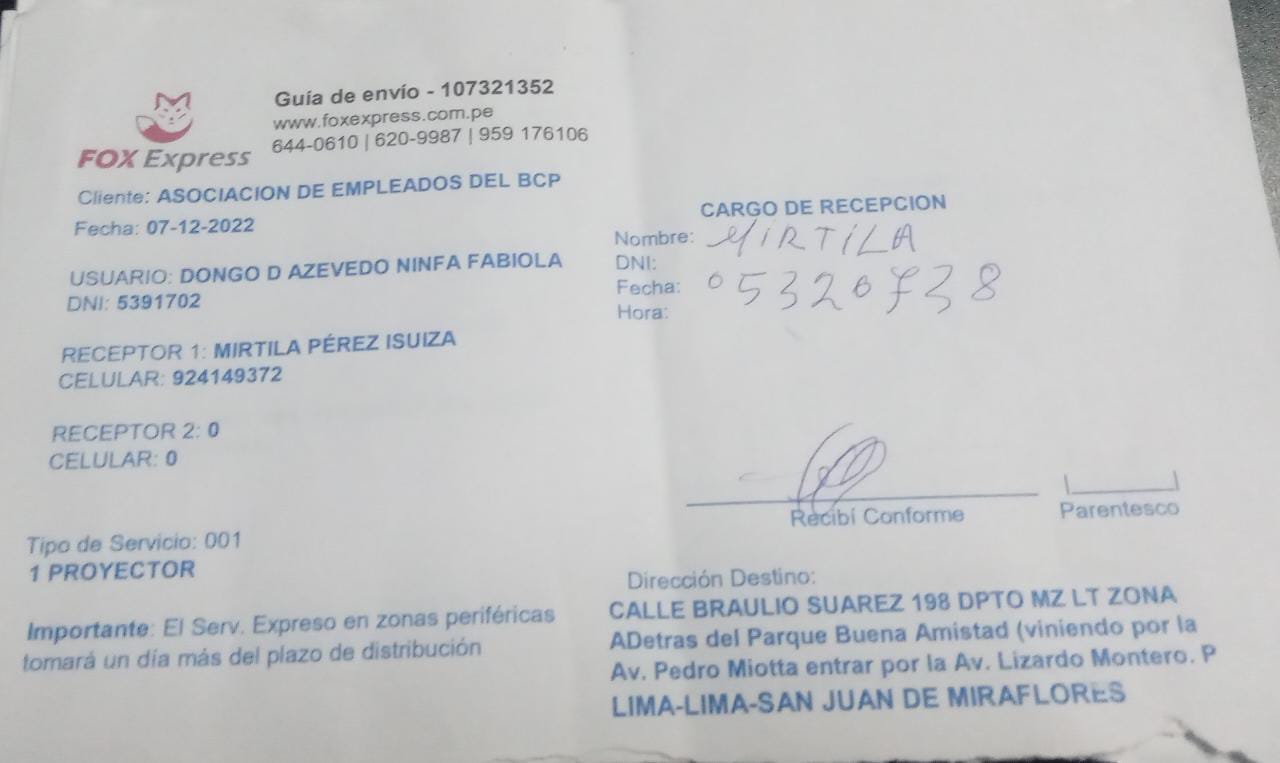 FOX Express
Guía de envío - 107321352
www.foxexpress.com.pe
644-0610 | 620-9987 | 959 176106
Cliente: ASOCIACION DE EMPLEADOS DEL BCP
Fecha: 07-12-2022
USUARIO: DONGO D AZEVEDO NINFA FABIOLA
DNI: 5391702
RECEPTOR 1: MIRTILA PÉREZ ISUIZA
CELULAR: 924149372
RECEPTOR 2: 0
CELULAR: 0
Tipo de Servicio: 001
1 PROYECTOR
Importante: El Serv. Expreso en zonas periféricas
tomará un día más del plazo de distribución
CARGO DE RECEPCION
Nombre: MIRTILA
DNI:
Fecha: 05320738
Hora:
Recibí Conforme
Parentesco
Dirección Destino:
CALLE BRAULIO SUAREZ 198 DPTO MZ LT ZONA
ADetras del Parque Buena Amistad (viniendo por la
Av. Pedro Miotta entrar por la Av. Lizardo Montero. P
LIMA-LIMA-SAN JUAN DE MIRAFLORES